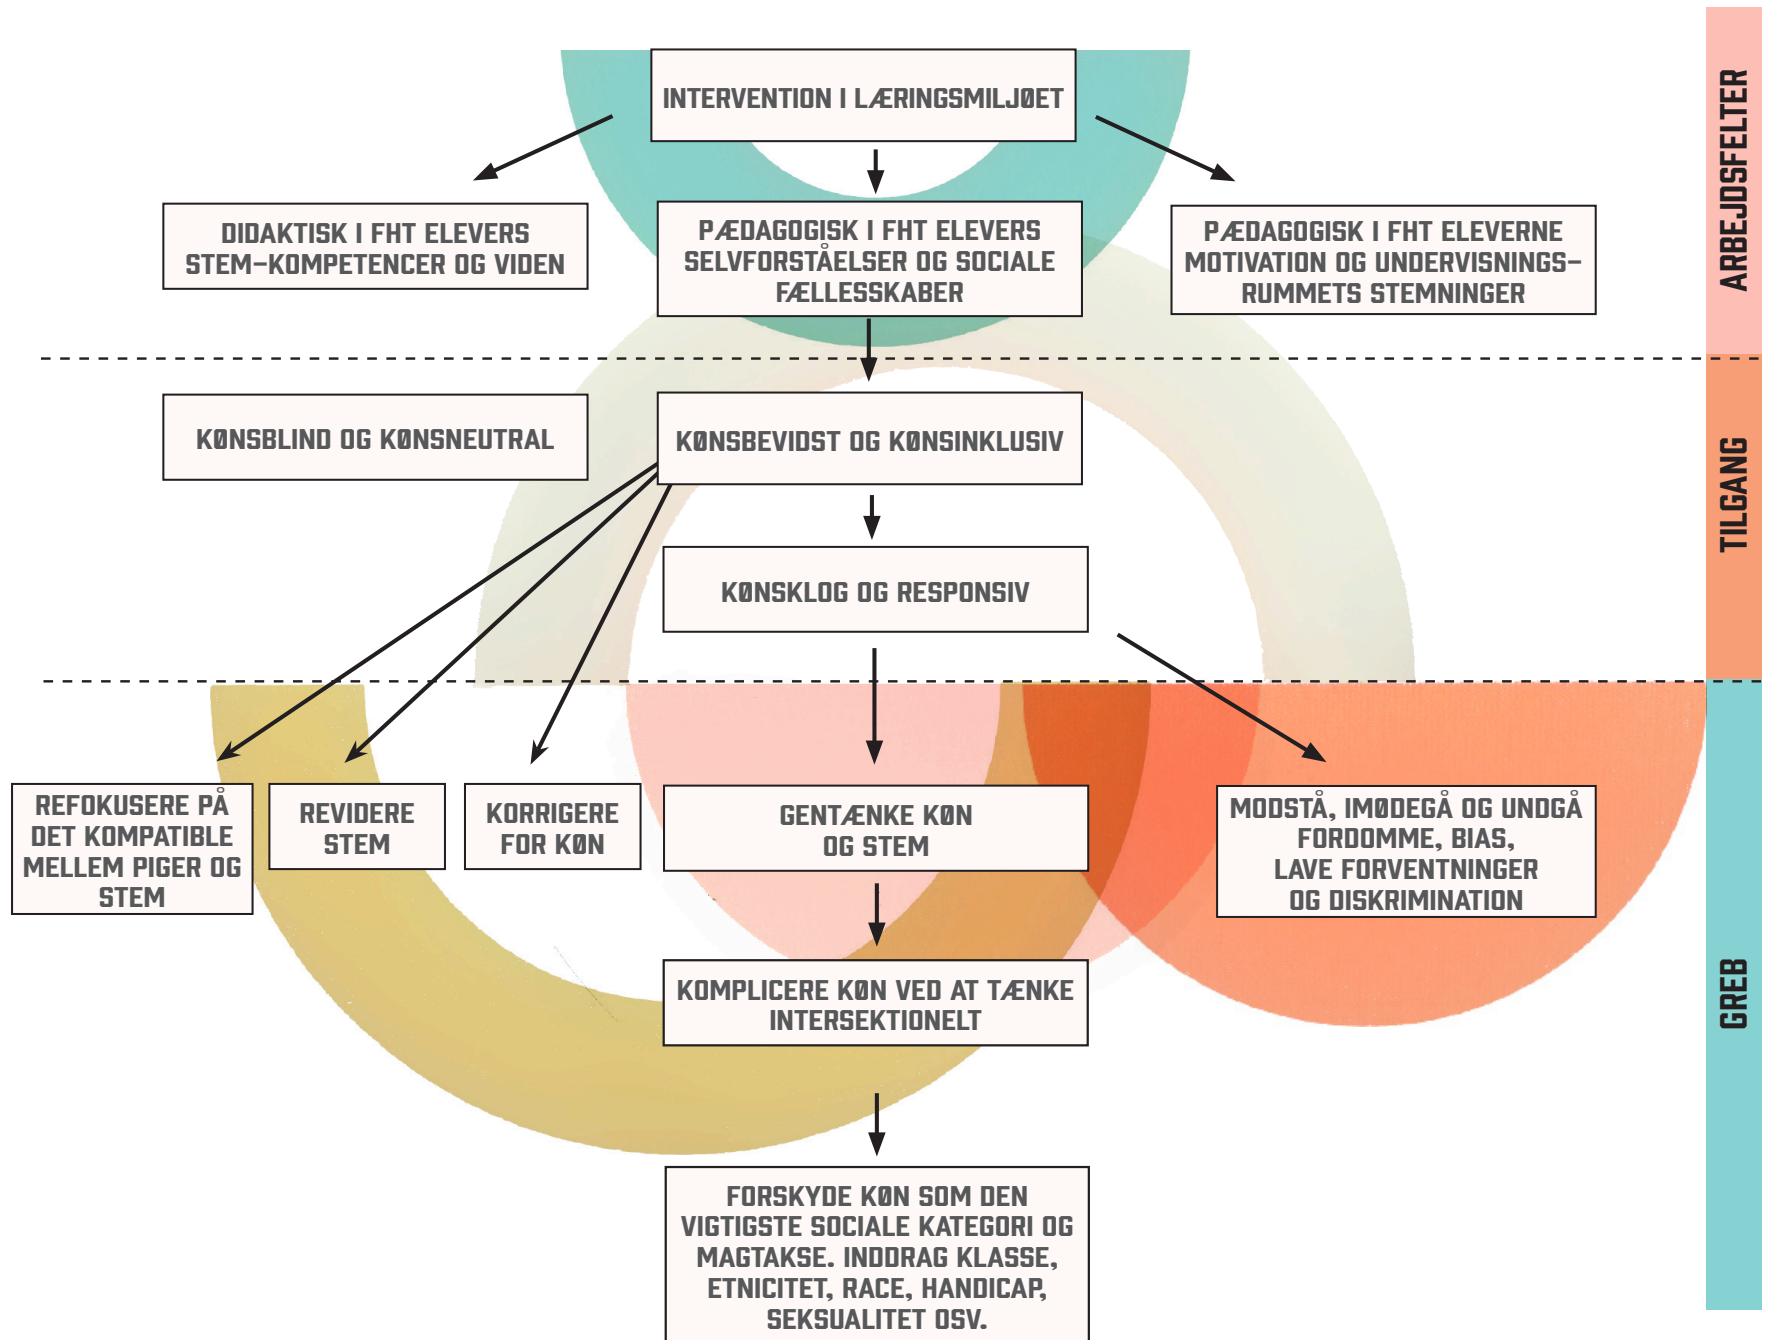 INTERVENTION I LÆRINGSMILJØET
DIDAKTISK I FHT ELEVERS
STEM-KOMPETENCER OG VIDEN
PÆDAGOGISK I FHT ELEVERS
SELVFORSTÅELSER OG SOCIALE
FÆLLESSKABER
PÆDAGOGISK I FHT ELEVERNE
MOTIVATION OG UNDERVISNINGS-
RUMMETS STEMNINGER
ARBEJDSFELTER
KØNSBLIND OG KØNSNEUTRAL
KØNSBEVIDST OG KØNSINKLUSIV
KØNSKLOG OG RESPONSIV
TILGANG
REFOKUSERE PÅ
DET KOMPATIBLE
MELLEM PIGER OG
STEM
REVIDERE
STEM
KORRIGERE
FOR KØN
GENTÆNKE KØN
OG STEM
MODSTÅ, IMØDEGÅ OG UNDGÅ
FORDOMME, BIAS,
LAVE FORVENTNINGER
OG DISKRIMINATION
KOMPLICERE KØN VED AT TÆNKE
INTERSEKTIONELT
FORSKYDE KØN SOM DEN
VIGTIGSTE SOCIALE KATEGORI OG
MAGTAKSE. INDDRAG KLASSE,
ETNICITET, RACE, HANDICAP,
SEKSUALITET OSV.
GREB